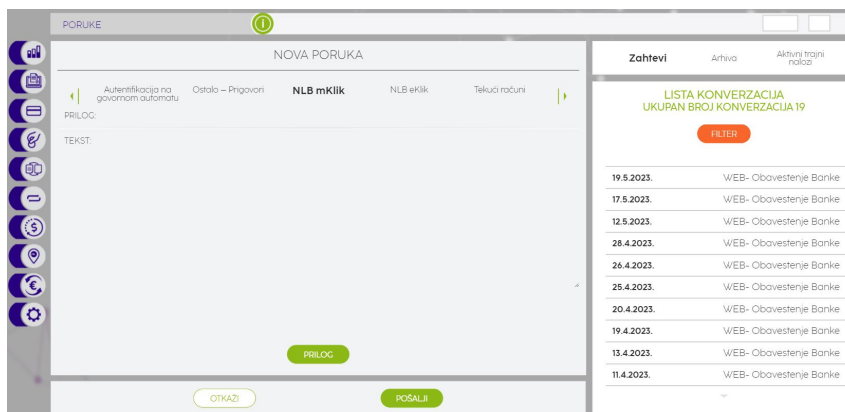 PORUKE
NOVA PORUKA
Autentifikacija na
govornom automatu
Ostalo – Prigovori
NLB mKlik
NLB eKlik
Tekući računi
PRILOG:
TEKST:
PRILOG
OTKAŽI
POŠALJI
Zahtevi
Arhiva
Aktivni trajni
nalozi
LISTA KONVERZACIJA
UKUPAN BROJ KONVERZACIJA 19
FILTER
19.5.2023. WEB- Obavestenje Banke
17.5.2023. WEB- Obavestenje Banke
12.5.2023. WEB- Obavestenje Banke
28.4.2023. WEB- Obavestenje Banke
26.4.2023. WEB- Obavestenje Banke
25.4.2023. WEB- Obavestenje Banke
20.4.2023. WEB- Obavestenje Banke
19.4.2023. WEB- Obavestenje Banke
13.4.2023. WEB- Obavestenje Banke
11.4.2023. WEB- Obavestenje Banke